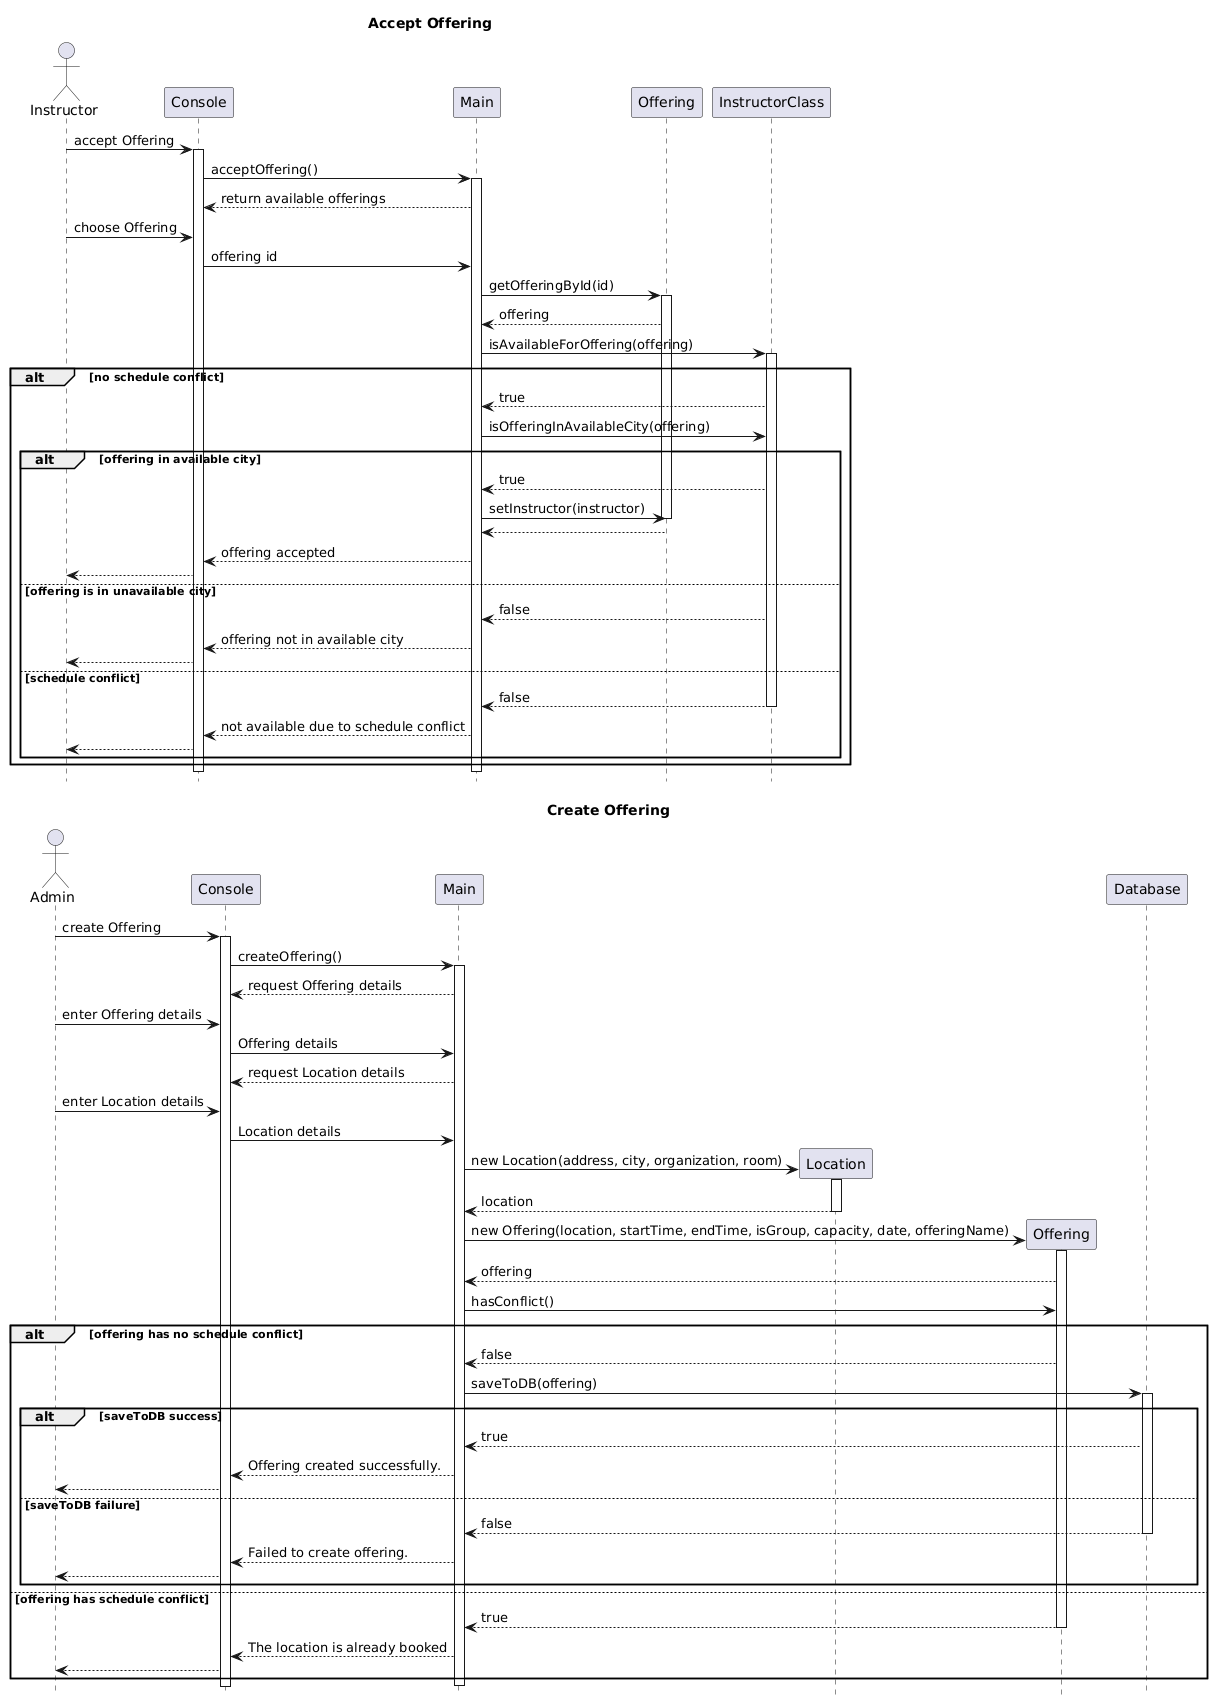 Accept Offering
Instructor
Console
Main
Offering
InstructorClass
accept Offering
acceptOffering()
return available offerings
choose Offering
offering id
getOfferingById(id)
offering
isAvailableForOffering(offering)
alt [no schedule conflict]
true
isOfferingInAvailableCity(offering)
alt [offering in available city]
true
setInstructor(instructor)
offering accepted
[offering is in unavailable city]
false
offering not in available city
[schedule conflict]
false
not available due to schedule conflict
Create Offering
Admin
Console
Main
Database
create Offering
createOffering()
request Offering details
enter Offering details
Offering details
request Location details
enter Location details
Location details
new Location(address, city, organization, room)
Location
location
new Offering(location, startTime, endTime, isGroup, capacity, date, offeringName)
Offering
offering
hasConflict()
alt [offering has no schedule conflict]
false
saveToDB(offering)
alt [saveToDB success]
true
Offering created successfully.
[saveToDB failure]
false
Failed to create offering.
[offering has schedule conflict]
true
The location is already booked